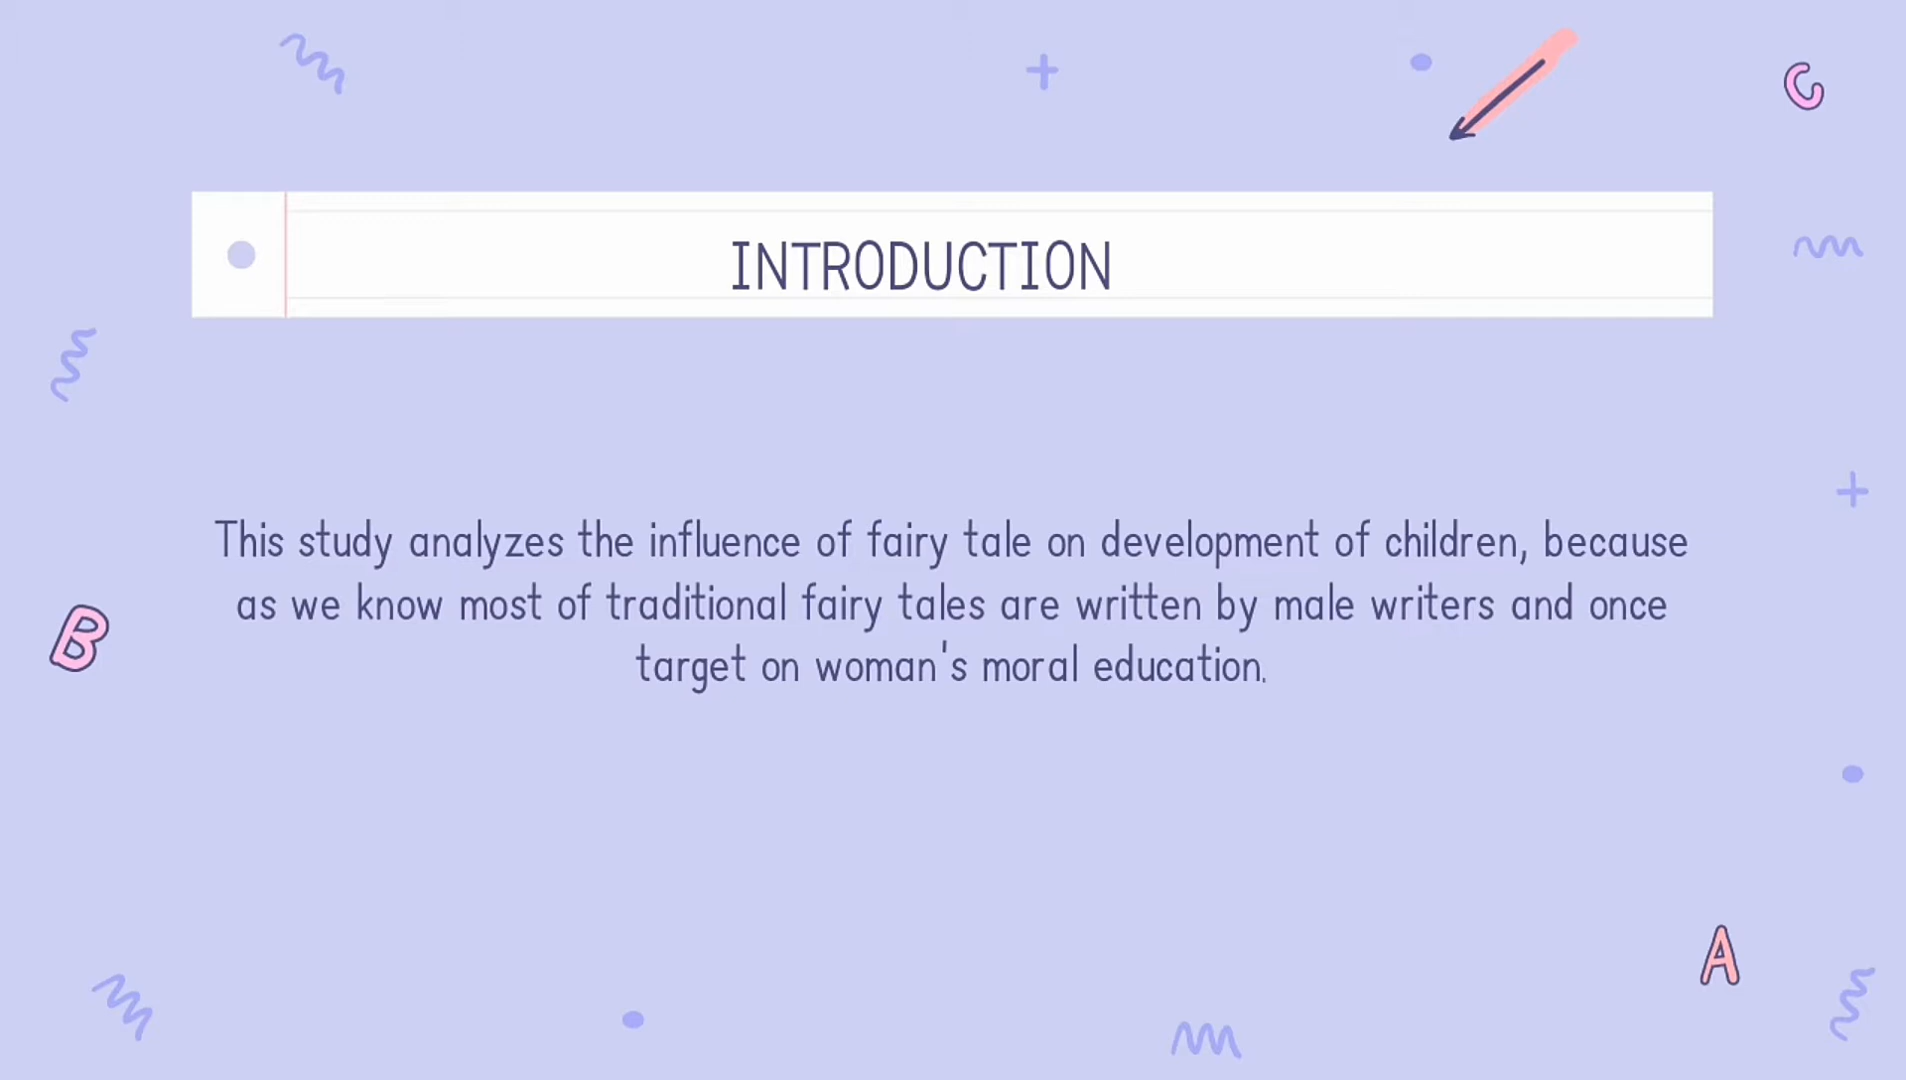 C
INTRODUCTION
This study analyzes the influence of fairy tale on development of children, because
as we know most of traditional fairy tales are written by male writers and once
target on woman's moral education.
B
A